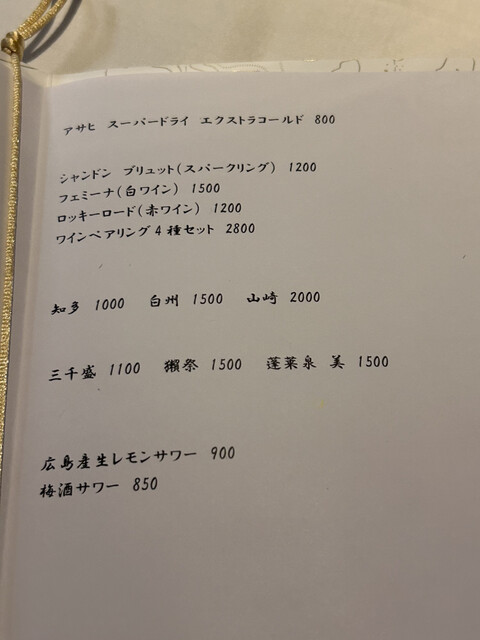 アサヒ スーパードライ エクストラコールド 800
シャンドン ブリュット(スパークリング) 1200
フェミーナ(白ワイン) 1500
ロッキーロード(赤ワイン) 1200
ワインペアリング4種セット 2800
知多 1000 白州 1500 山崎 2000
三千盛 1100 獺祭 1500 蓬莱泉 美 1500
広島産生レモンサワー 900
梅酒サワー 850